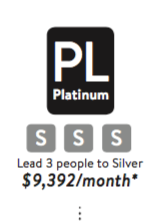 PL
Platinum
S S S
Lead 3 people to Silver
$9,392/month*